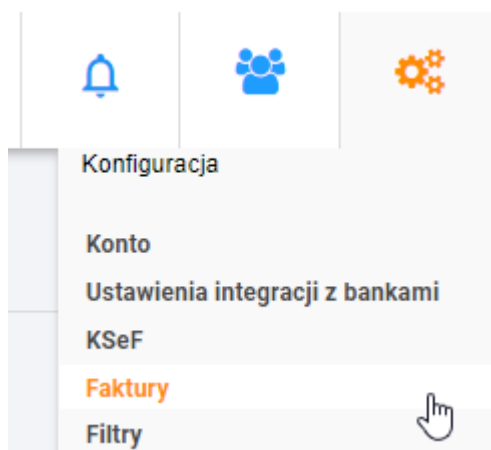 Konfiguracja
Konto
Ustawienia integracji z bankami
KSeF
Faktury
Filtry